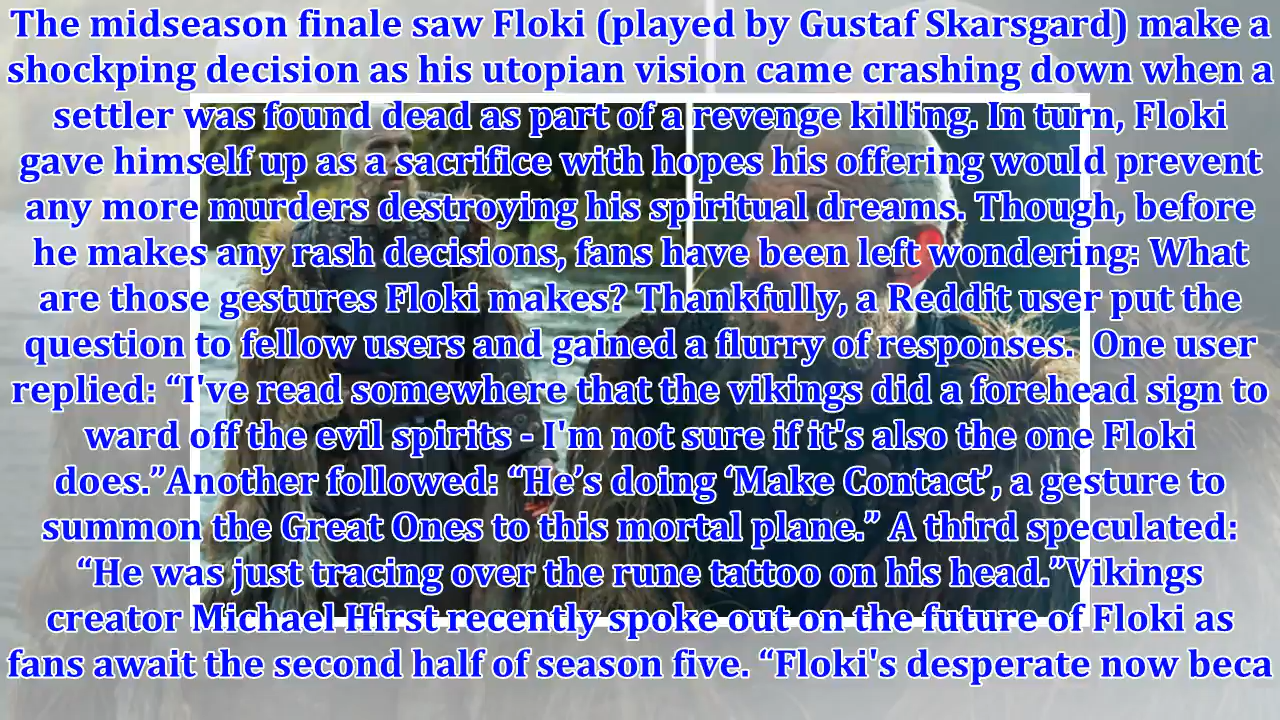 The midseason finale saw Floki (played by Gustaf Skarsgard) make a
shockping decision as his utopian vision came crashing down when a
settler was found dead as part of a revenge killing. In turn, Floki
gave himself up as a sacrifice with hopes his offering would prevent
any more murders destroying his spiritual dreams. Though, before
he makes any rash decisions, fans have been left wondering: What
are those gestures Floki makes? Thankfully, a Reddit user put the
question to fellow users and gained a flurry of responses.  One user
replied: “I've read somewhere that the vikings did a forehead sign to
ward off the evil spirits - I'm not sure if it's also the one Floki
does.”Another followed: “He’s doing ‘Make Contact’, a gesture to
summon the Great Ones to this mortal plane.” A third speculated:
“He was just tracing over the rune tattoo on his head.”Vikings
creator Michael Hirst recently spoke out on the future of Floki as
fans await the second half of season five. “Floki's desperate now beca